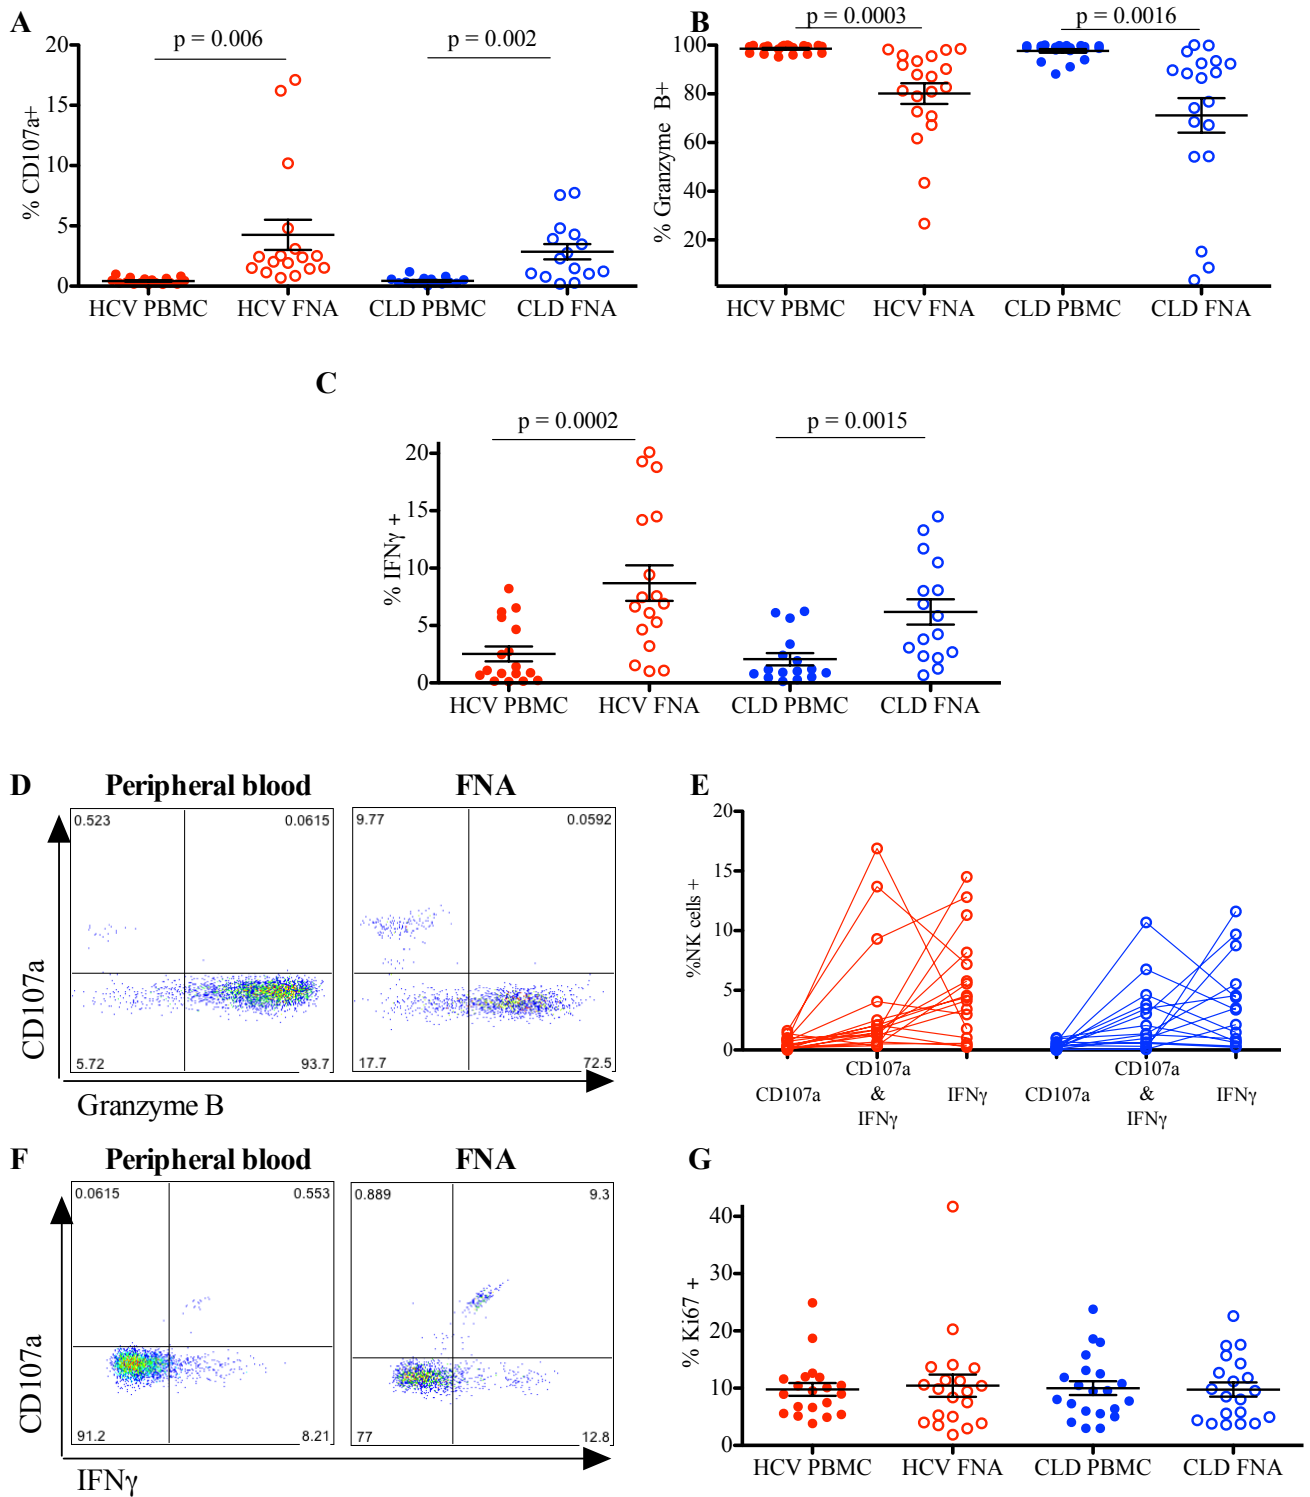 A
p = 0.006
p = 0.002
% CD107a+
20
15
10
5
0
HCV PBMC HCV FNA CLD PBMC CLD FNA
B
p = 0.0003
p = 0.0016
% Granzyme B+
100
80
60
40
20
HCV PBMC HCV FNA CLD PBMC CLD FNA
C
p = 0.0002
p = 0.0015
% IFNγ +
20
15
10
5
0
HCV PBMC HCV FNA CLD PBMC CLD FNA
D
Peripheral blood
FNA
CD107a
0.523 0.0615
5.72 93.7
9.77 0.0592
17.7 72.5
Granzyme B
E
%NK cells +
20
15
10
5
0
CD107a
CD107a
&
IFNγ
IFNγ
CD107a
CD107a
&
IFNγ
IFNγ
F
Peripheral blood
FNA
CD107a
0.0615 0.553
91.2 8.21
0.889 9.3
77 12.8
IFNγ
G
% Ki67 +
40
30
20
10
0
HCV PBMC HCV FNA CLD PBMC CLD FNA